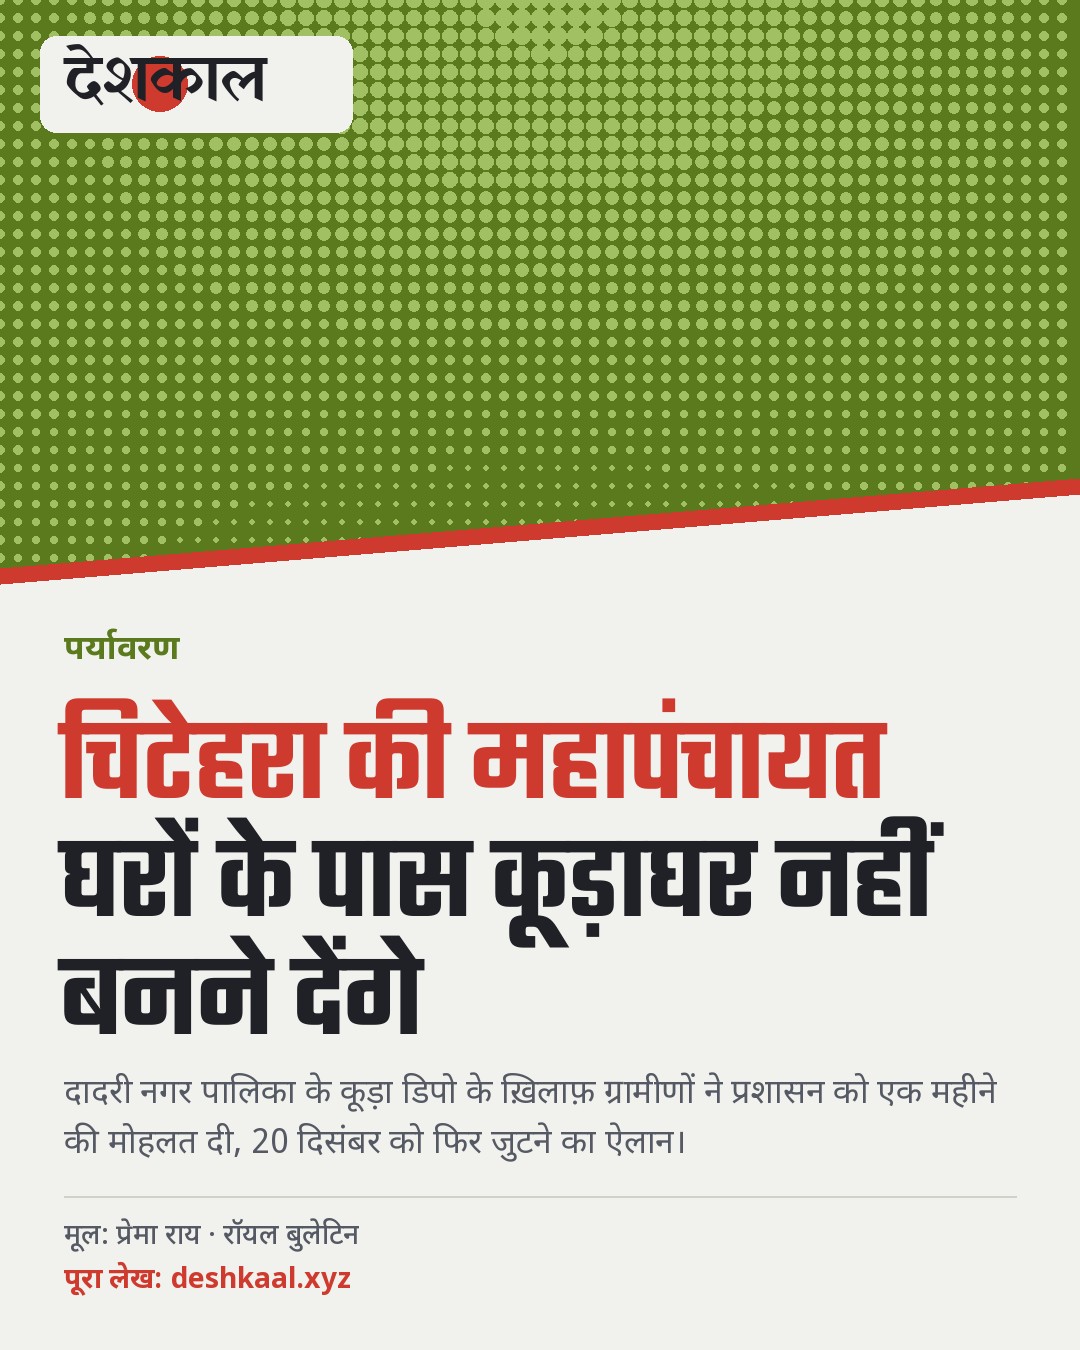 देशकाल
पर्यावरण
चिटेहरा की महापंचायत
घरों के पास कूड़ाघर नहीं
बनने देंगे
दादरी नगर पालिका के कूड़ा डिपो के ख़िलाफ़ ग्रामीणों ने प्रशासन को एक महीने
की मोहलत दी, 20 दिसंबर को फिर जुटने का ऐलान।
मूल: प्रेमा राय · रॉयल बुलेटिन
पूरा लेख: deshkaal.xyz